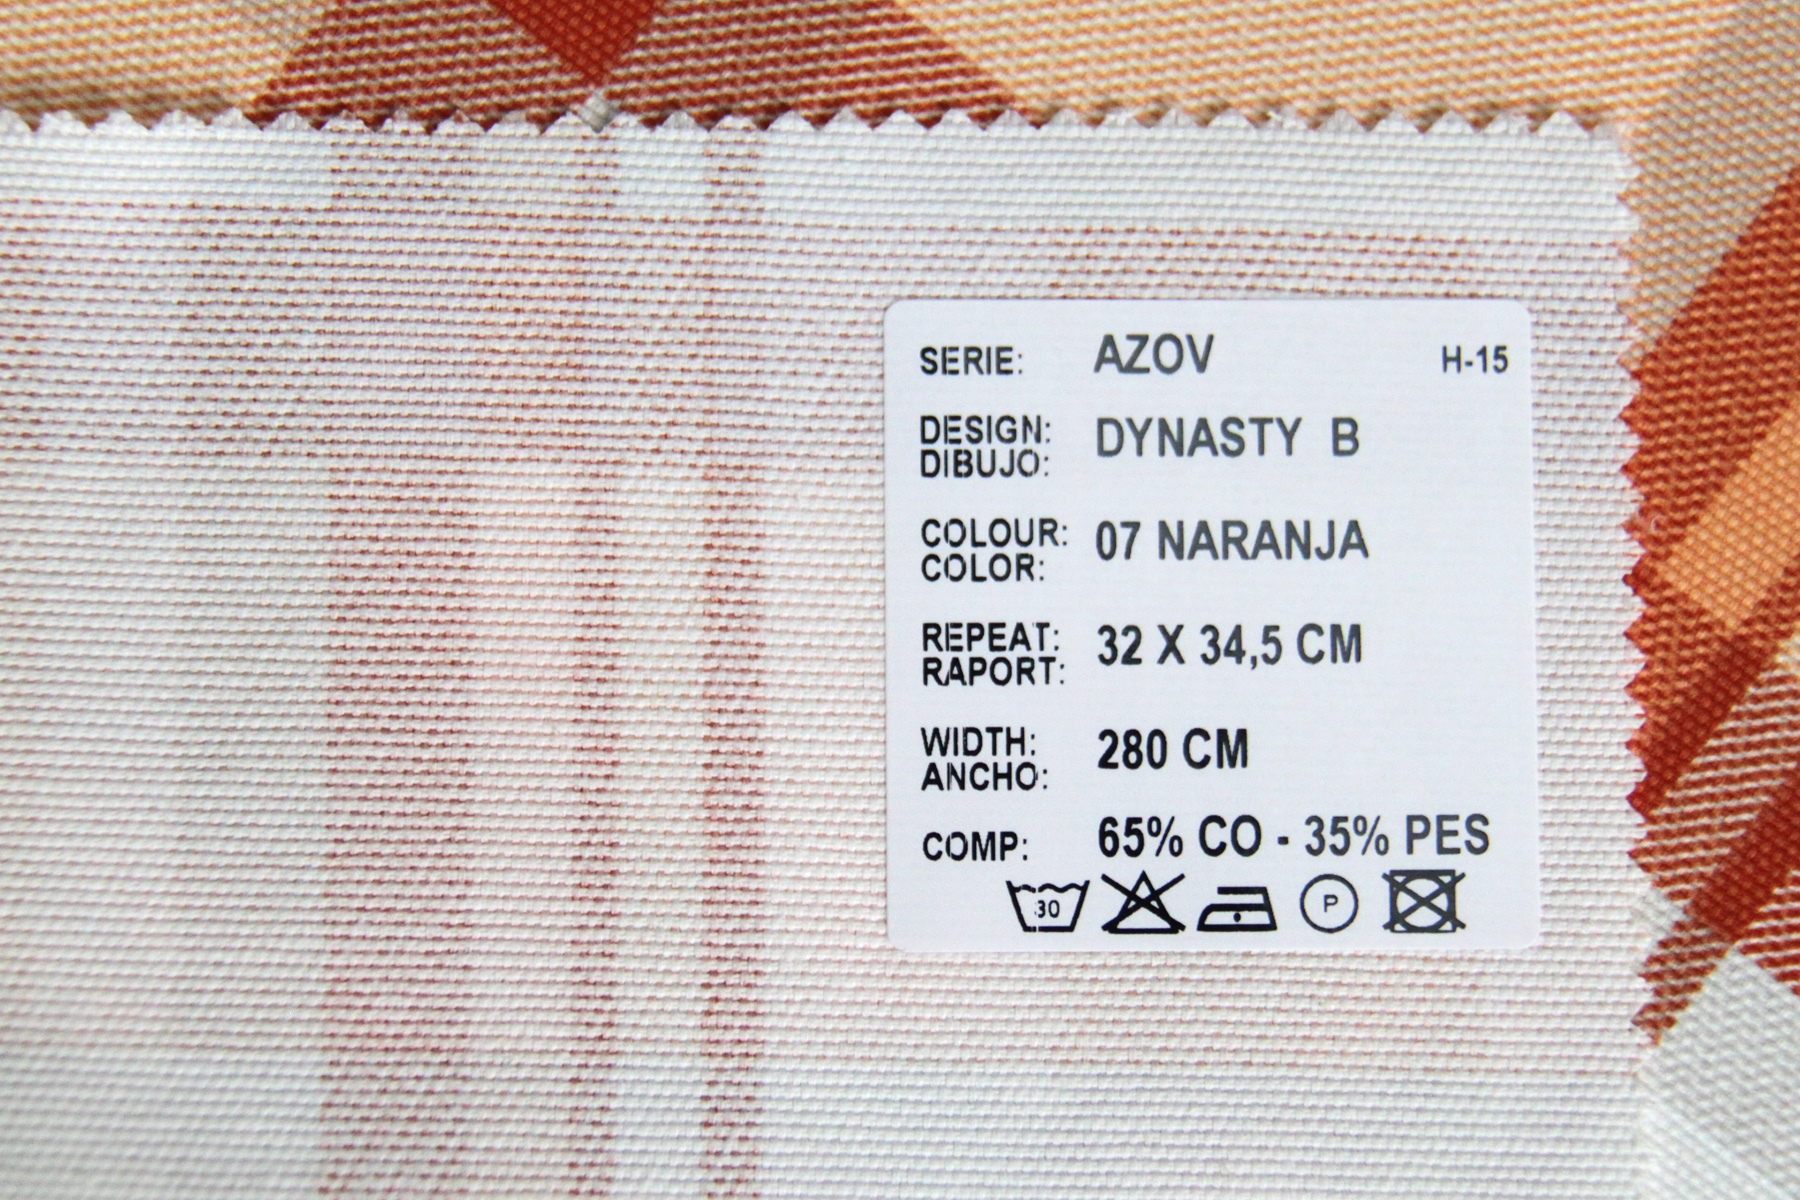 SERIE: AZOV H-15
DESIGN: DYNASTY B
DIBUJO:
COLOUR: 07 NARANJA
COLOR:
REPEAT: 32 X 34,5 CM
RAPORT:
WIDTH: 280 CM
ANCHO:
COMP: 65% CO - 35% PES
30 P